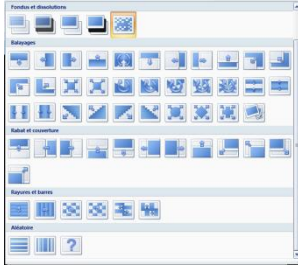 Fondus et dissolutions
Balayages
Rabat et couverture
Rayures et barres
Aléatoire
?